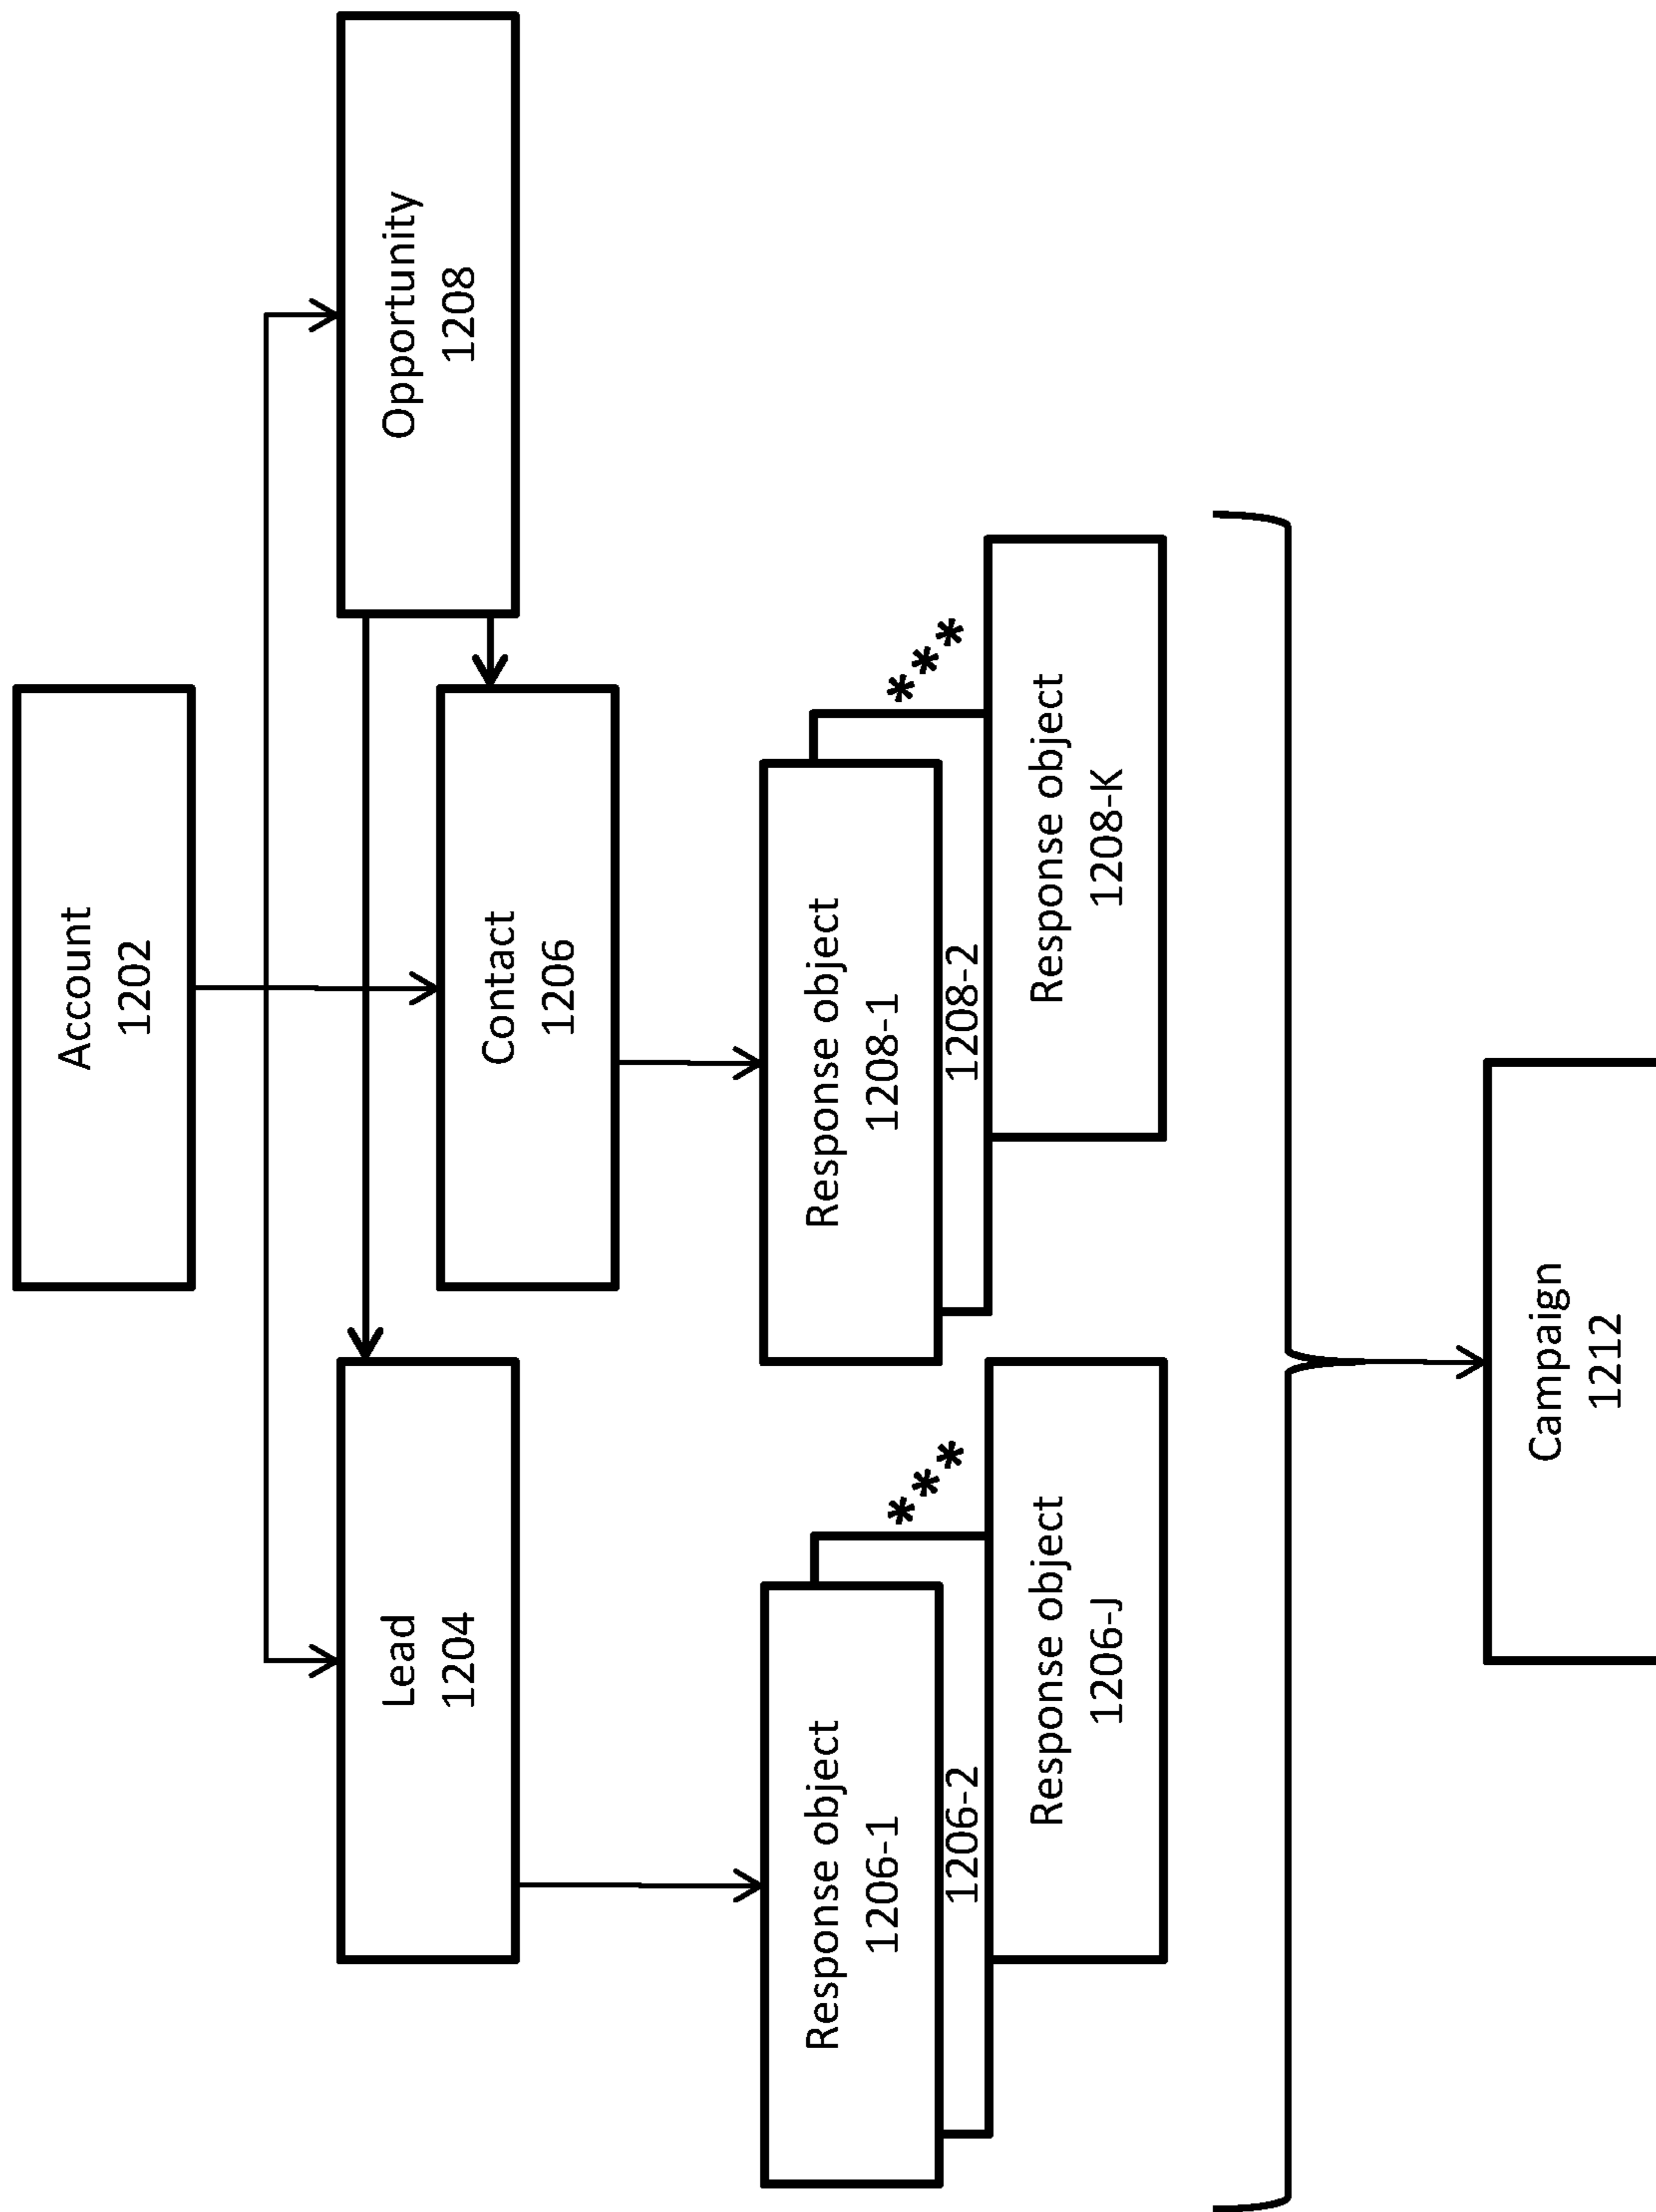 Account
1202
Lead
1204
Opportunity
1208
Contact
1206
Response object
1206-1
1206-2
* * *
Response object
1206-J
Response object
1208-1
1208-2
* * *
Response object
1208-K
Campaign
1212